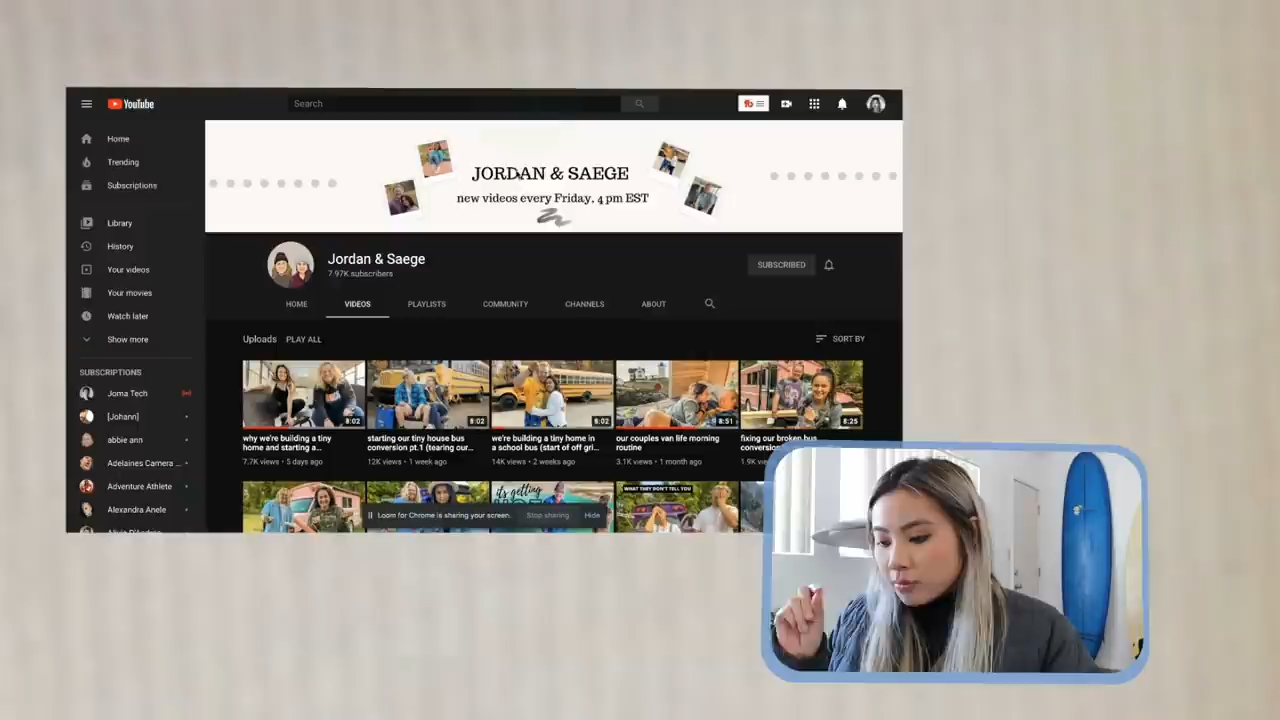 YouTube
Search
Home
Trending
Subscriptions
Library
History
Your videos
Your movies
Watch later
Show more
SUBSCRIPTIONS
Joma Tech
[Johann]
abbie ann
Adelaines Camera ...
Adventure Athlete
Alexandra Anele
JORDAN & SAEGE
new videos every Friday, 4 pm EST
Jordan & Saege
7.97K subscribers
SUBSCRIBED
HOME VIDEOS PLAYLISTS COMMUNITY CHANNELS ABOUT
Uploads PLAY ALL
SORT BY
8:02 8:02 6:02 8:51 8:25
why we're building a tiny
home and starting a...
7.7K views • 5 days ago
starting our tiny house bus
conversion pt.1 (tearing our...
12K views • 1 week ago
we're building a tiny home in
a school bus (start of off gri...
14K views • 2 weeks ago
our couples van life morning
routine
3.1K views • 1 month ago
fixing our broken bus
1.9K
it's getting
WHAT THEY DON'T TELL YOU
Loom for Chrome is sharing your screen.
Stop sharing
Hide